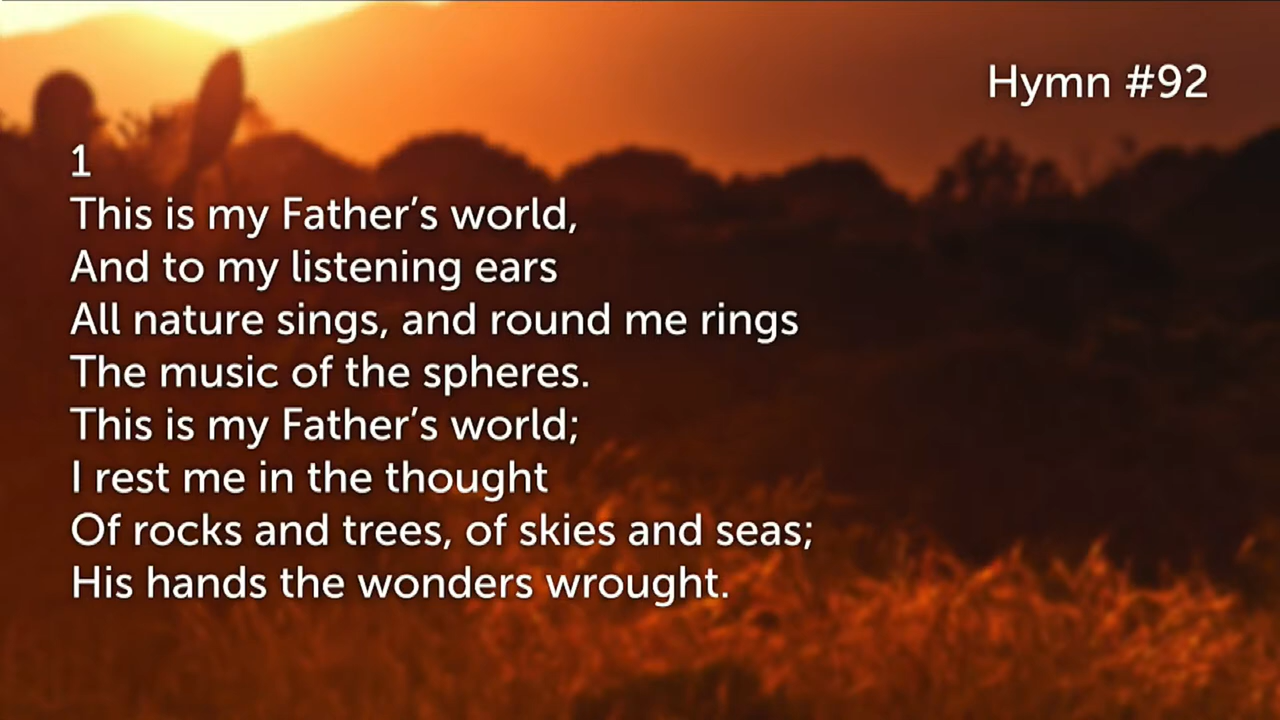 Hymn #92
1
This is my Father’s world,
And to my listening ears
All nature sings, and round me rings
The music of the spheres.
This is my Father’s world;
I rest me in the thought
Of rocks and trees, of skies and seas;
His hands the wonders wrought.